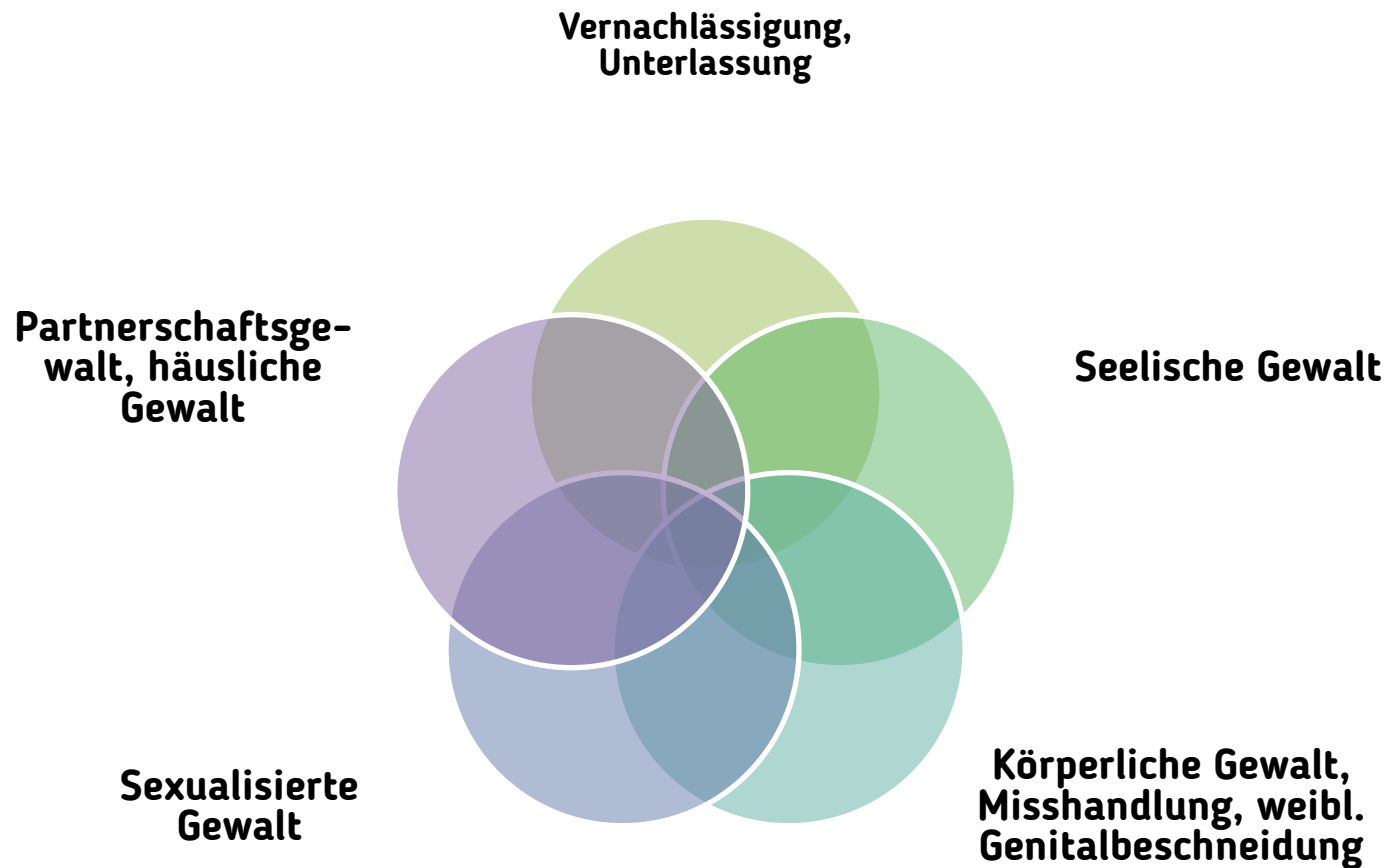 Vernachlässigung,
Unterlassung
Partnerschaftsge-
walt, häusliche
Gewalt
Seelische Gewalt
Sexualisierte
Gewalt
Körperliche Gewalt,
Misshandlung, weibl.
Genitalbeschneidung